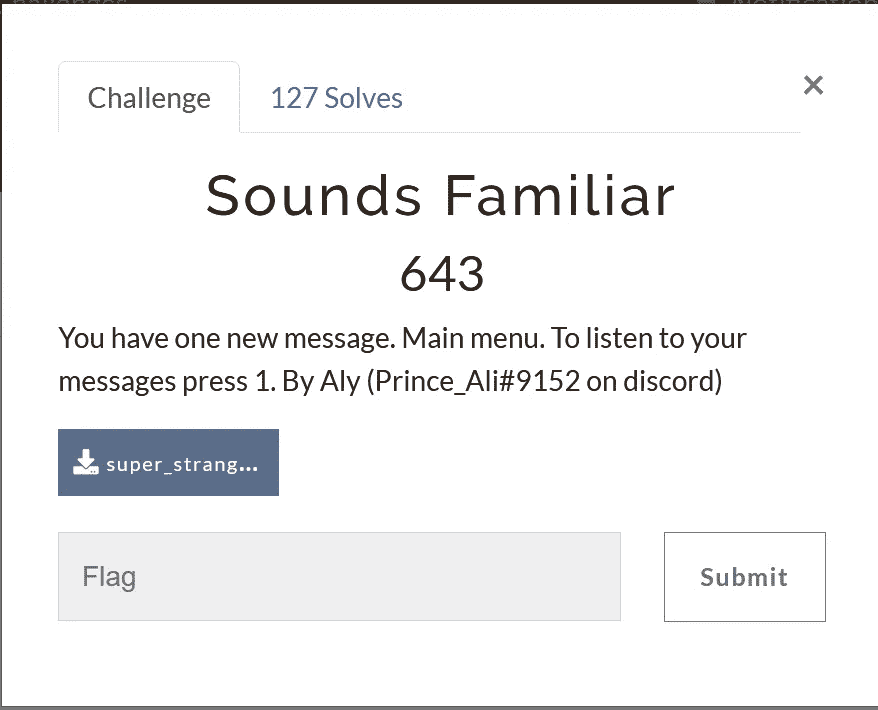 Challenge
127 Solves
×
Sounds Familiar
643
You have one new message. Main menu. To listen to your
messages press 1. By Aly (Prince_Ali#9152 on discord)
super_strang...
Flag
Submit